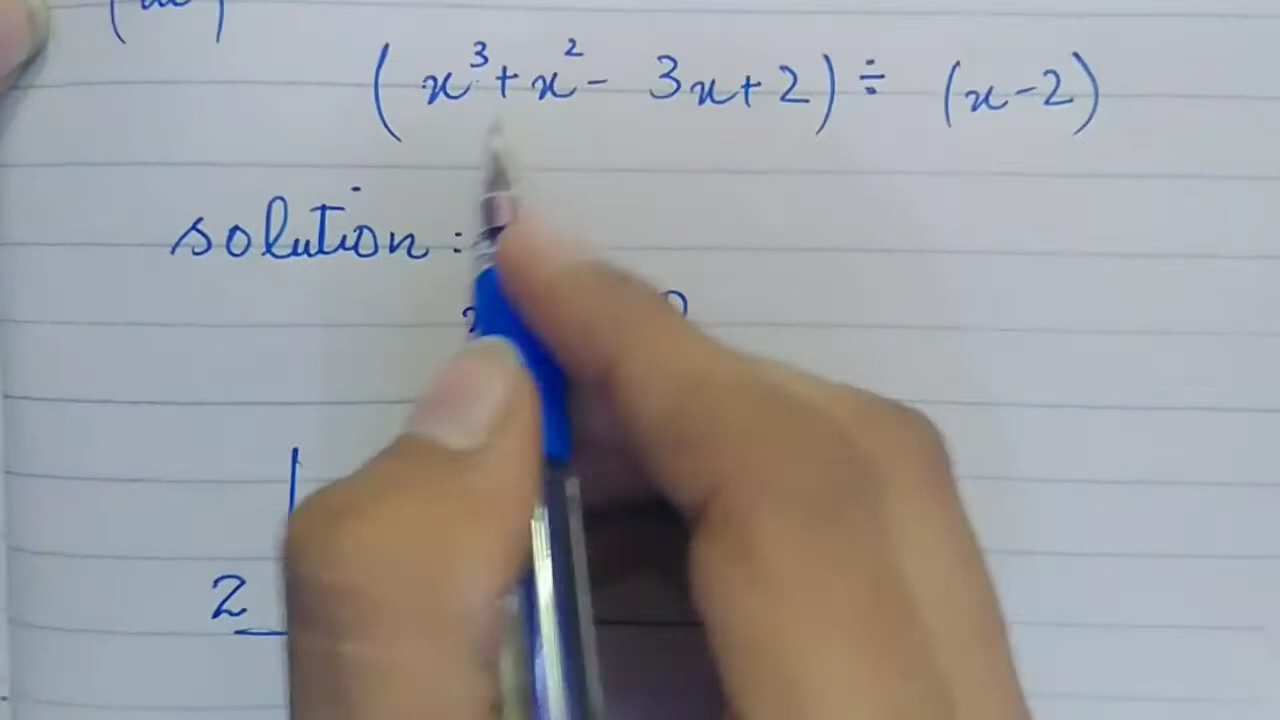 (x³+x²- 3x+2) ÷ (x-2)
solution :
2